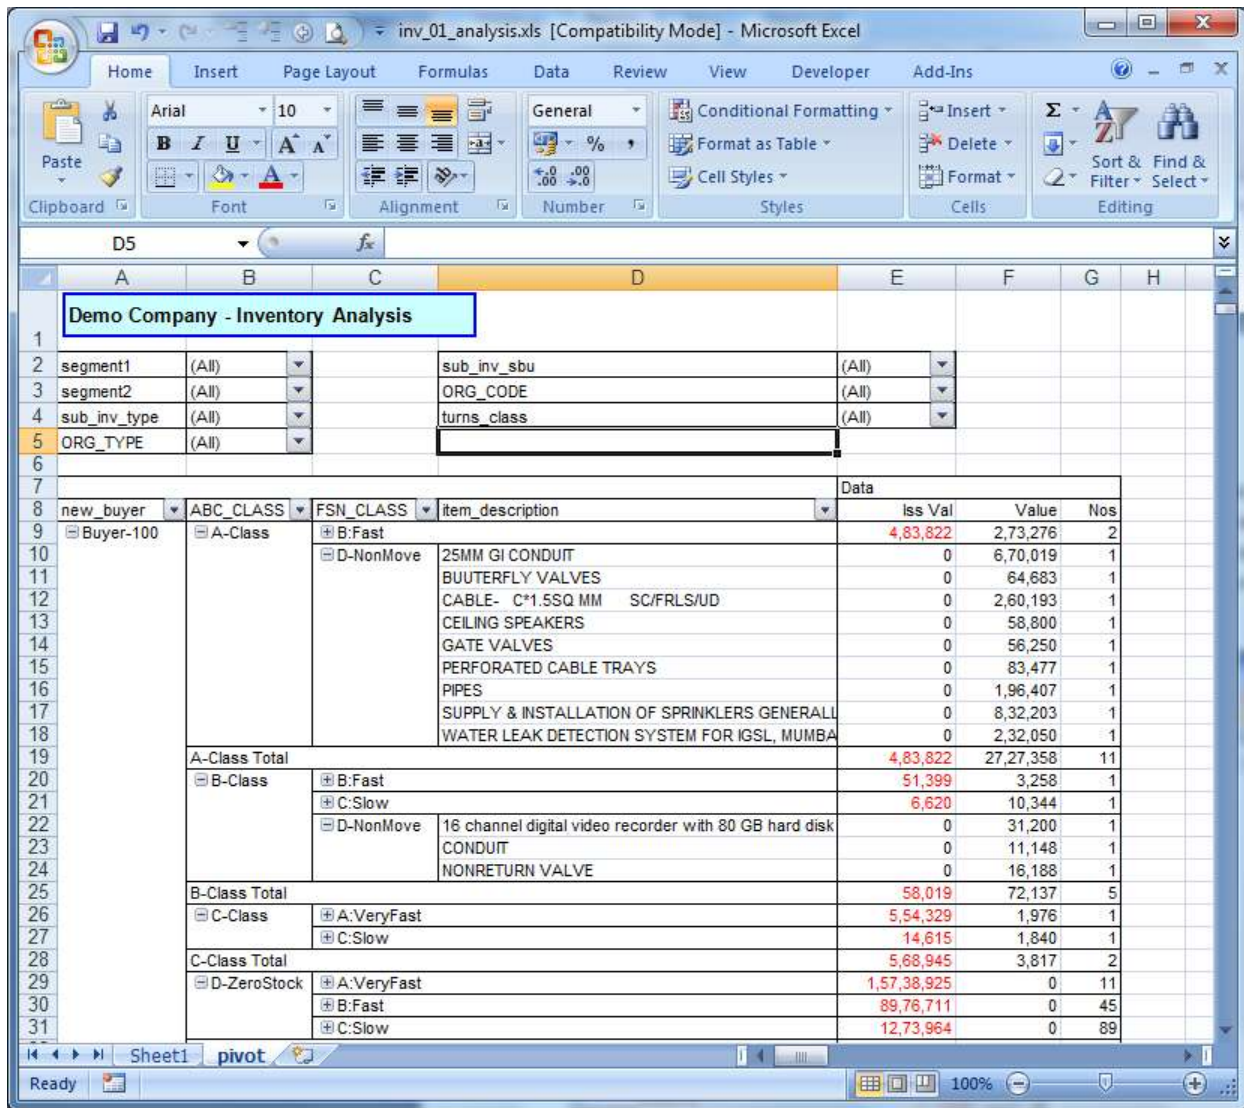 inv_01_analysis.xls [Compatibility Mode] - Microsoft Excel
Home Insert Page Layout Formulas Data Review View Developer Add-Ins
Arial 10 General Conditional Formatting Insert
Paste B I U A A % , Format as Table Delete Sort & Filter Find & Select
A .00 .00 Cell Styles Format
Clipboard Font Alignment Number Styles Cells Editing
D5 fx
A B C D E F G H
1 Demo Company - Inventory Analysis
2 segment1 (All) sub_inv_sbu (All)
3 segment2 (All) ORG_CODE (All)
4 sub_inv_type (All) turns_class (All)
5 ORG_TYPE (All)
6
7 Data
8 new_buyer ABC_CLASS FSN_CLASS item_description Iss Val Value Nos
9 Buyer-100 A-Class B:Fast 4,83,822 2,73,276 2
10 D-NonMove 25MM GI CONDUIT 0 6,70,019 1
11 BUUTERFLY VALVES 0 64,683 1
12 CABLE- C*1.5SQ MM SC/FRLS/UD 0 2,60,193 1
13 CEILING SPEAKERS 0 58,800 1
14 GATE VALVES 0 56,250 1
15 PERFORATED CABLE TRAYS 0 83,477 1
16 PIPES 0 1,96,407 1
17 SUPPLY & INSTALLATION OF SPRINKLERS GENERALL 0 8,32,203 1
18 WATER LEAK DETECTION SYSTEM FOR IGSL, MUMBA 0 2,32,050 1
19 A-Class Total 4,83,822 27,27,358 11
20 B-Class B:Fast 51,399 3,258 1
21 C:Slow 6,620 10,344 1
22 D-NonMove 16 channel digital video recorder with 80 GB hard disk 0 31,200 1
23 CONDUIT 0 11,148 1
24 NONRETURN VALVE 0 16,188 1
25 B-Class Total 58,019 72,137 5
26 C-Class A:VeryFast 5,54,329 1,976 1
27 C:Slow 14,615 1,840 1
28 C-Class Total 5,68,945 3,817 2
29 D-ZeroStock A:VeryFast 1,57,38,925 0 11
30 B:Fast 89,76,711 0 45
31 C:Slow 12,73,964 0 89
Sheet1 pivot
Ready 100%